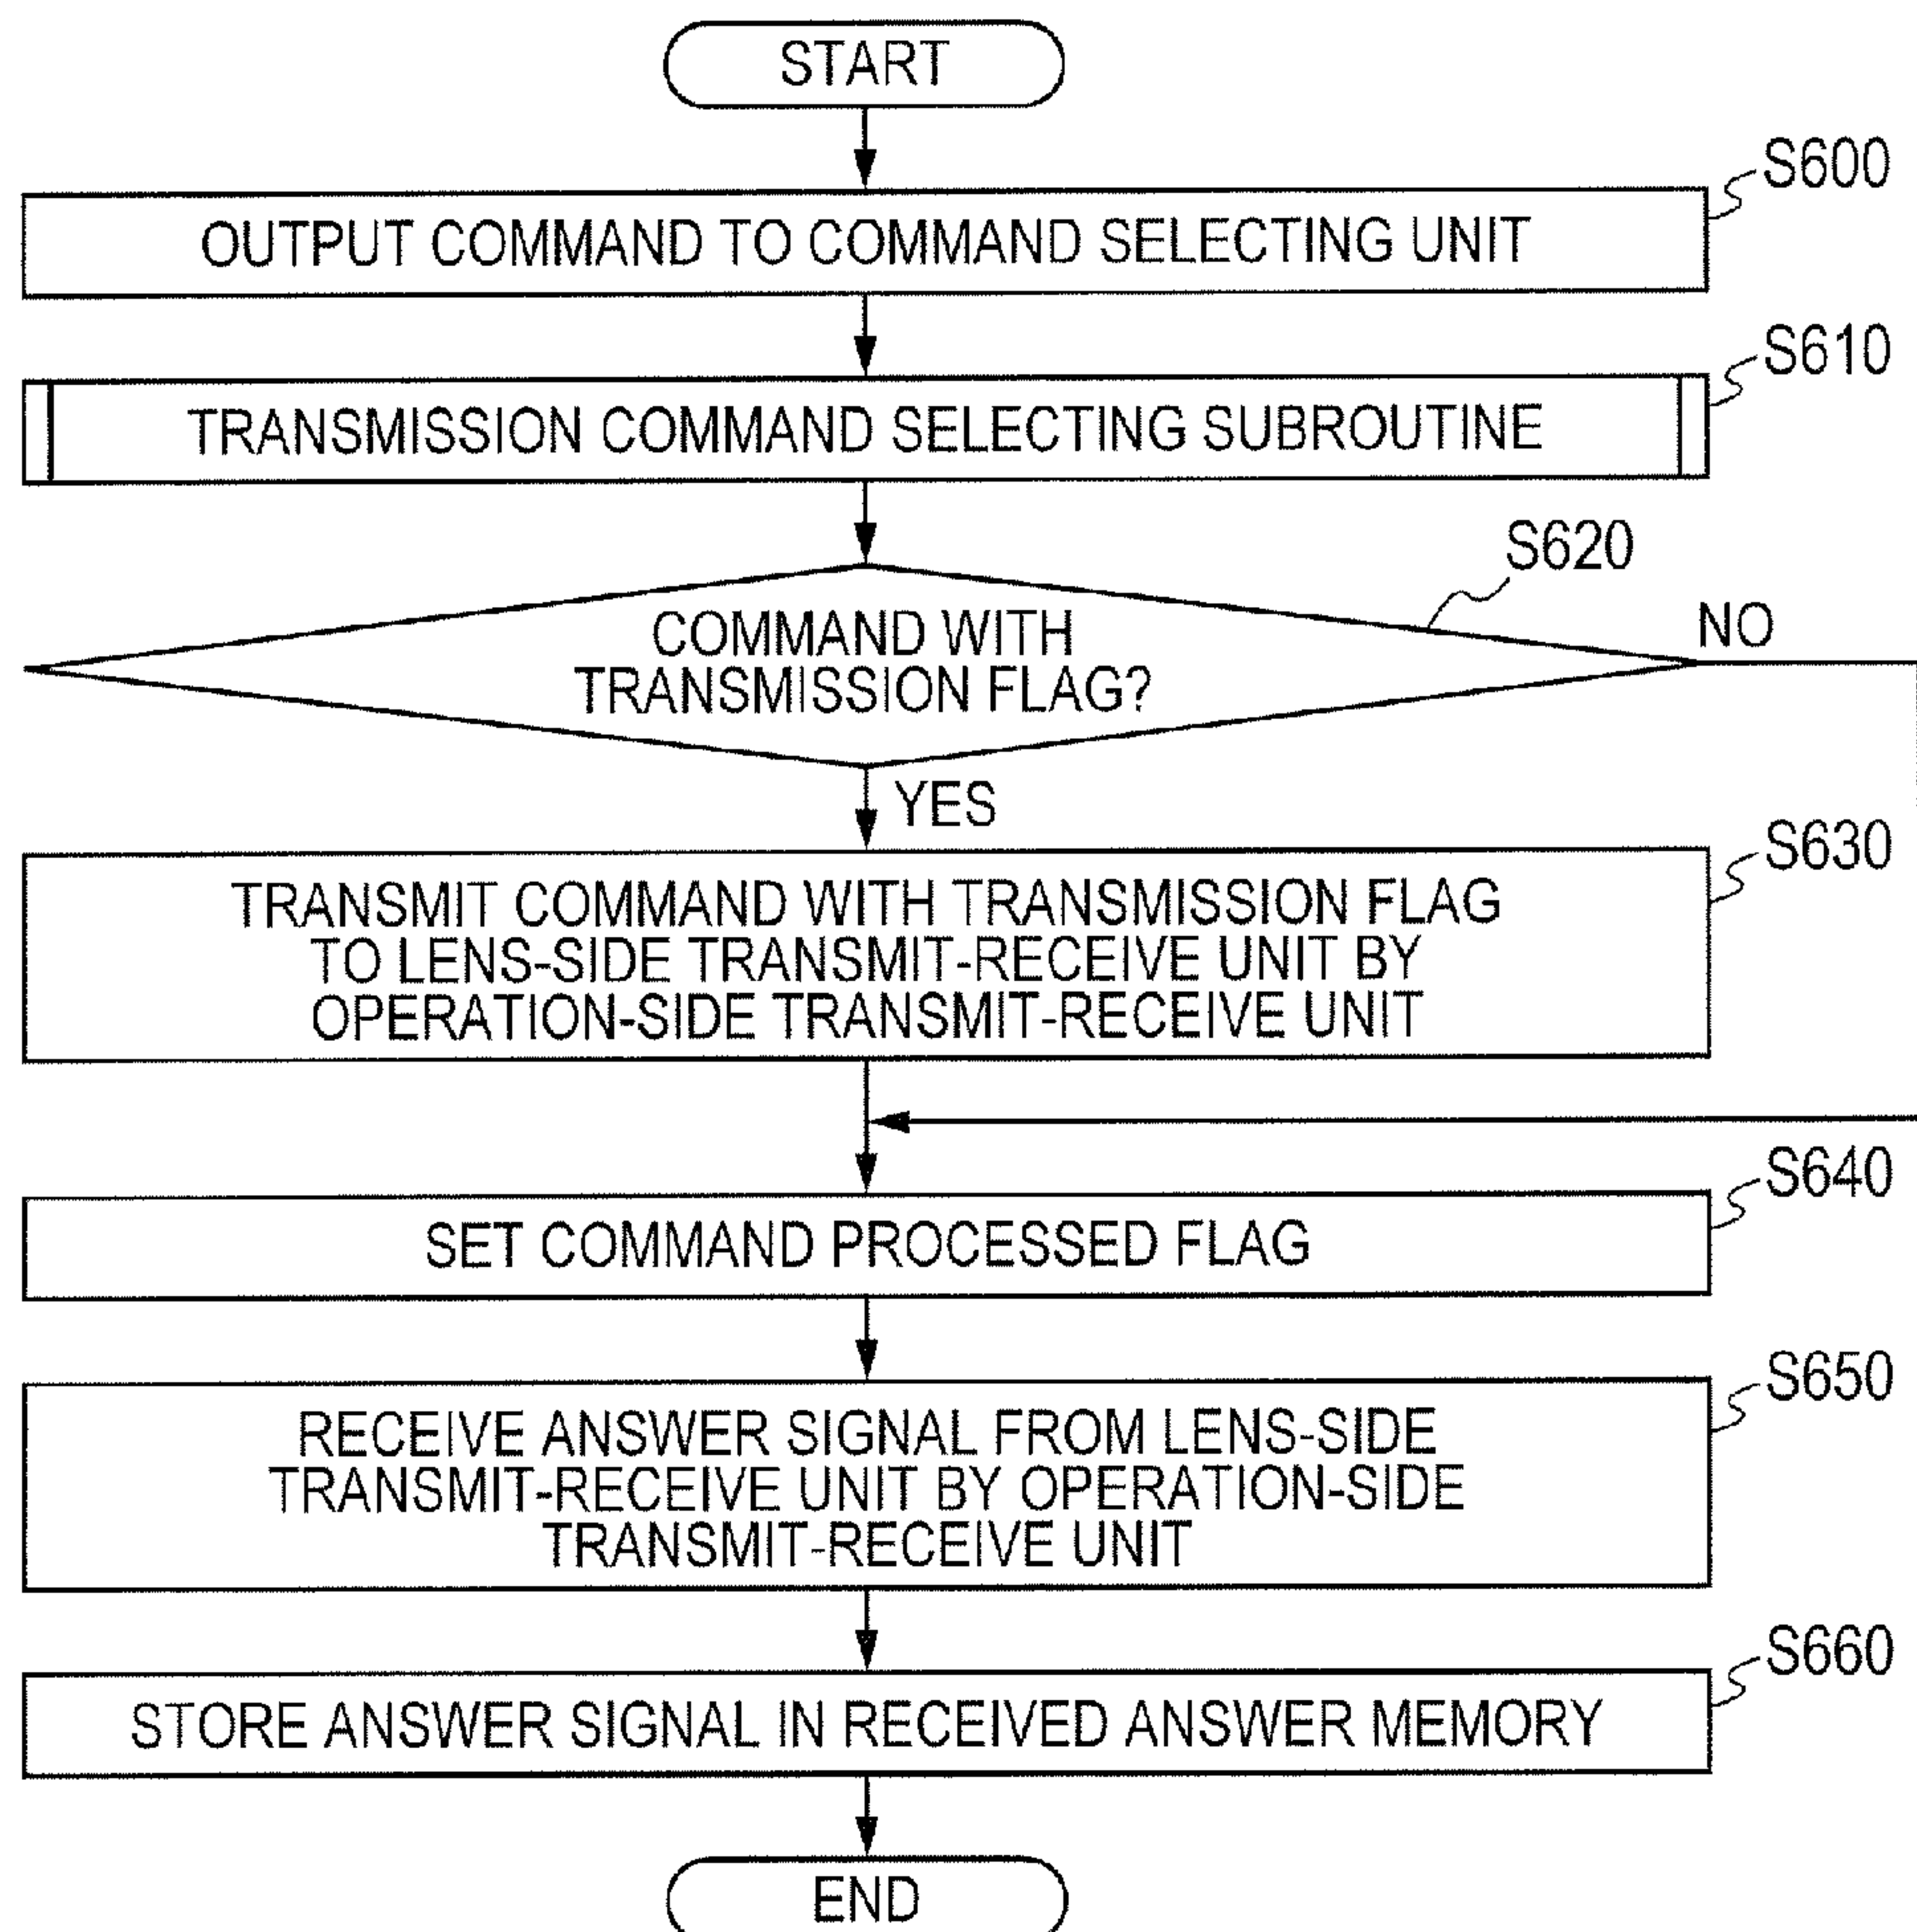 START
S600
OUTPUT COMMAND TO COMMAND SELECTING UNIT
S610
TRANSMISSION COMMAND SELECTING SUBROUTINE
S620
COMMAND WITH
TRANSMISSION FLAG?
NO
YES
S630
TRANSMIT COMMAND WITH TRANSMISSION FLAG
TO LENS-SIDE TRANSMIT-RECEIVE UNIT BY
OPERATION-SIDE TRANSMIT-RECEIVE UNIT
S640
SET COMMAND PROCESSED FLAG
S650
RECEIVE ANSWER SIGNAL FROM LENS-SIDE
TRANSMIT-RECEIVE UNIT BY OPERATION-SIDE
TRANSMIT-RECEIVE UNIT
S660
STORE ANSWER SIGNAL IN RECEIVED ANSWER MEMORY
END